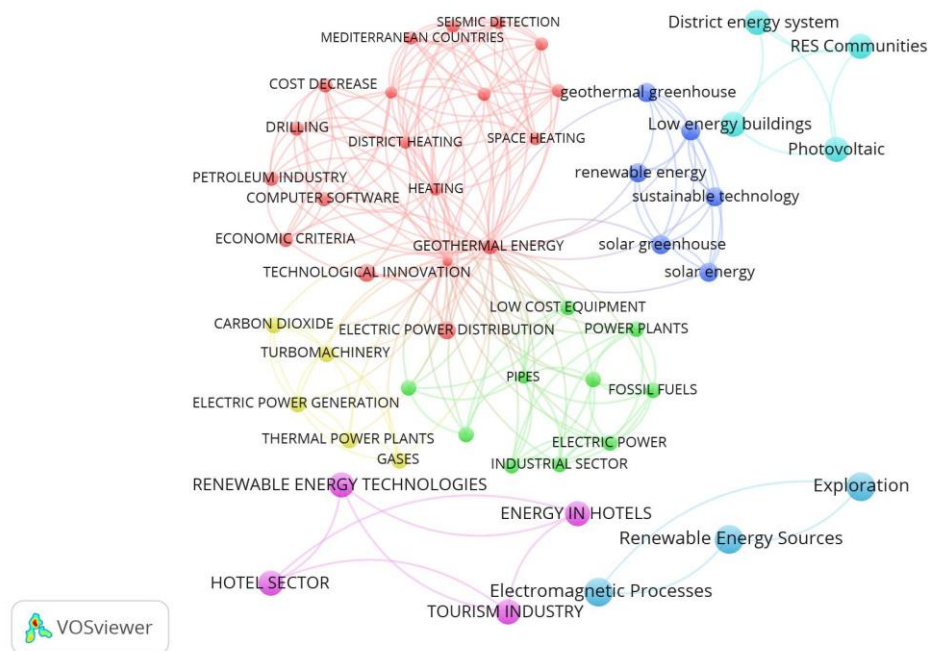 SEISMIC DETECTION
MEDITERRANEAN COUNTRIES
District energy system
RES Communities
COST DECREASE
geothermal greenhouse
DRILLING
DISTRICT HEATING
SPACE HEATING
Low energy buildings
Photovoltaic
PETROLEUM INDUSTRY
HEATING
renewable energy
COMPUTER SOFTWARE
sustainable technology
ECONOMIC CRITERIA
GEOTHERMAL ENERGY
solar greenhouse
TECHNOLOGICAL INNOVATION
solar energy
LOW COST EQUIPMENT
CARBON DIOXIDE
ELECTRIC POWER DISTRIBUTION
POWER PLANTS
TURBOMACHINERY
PIPES
FOSSIL FUELS
ELECTRIC POWER GENERATION
THERMAL POWER PLANTS
ELECTRIC POWER
GASES
INDUSTRIAL SECTOR
RENEWABLE ENERGY TECHNOLOGIES
Exploration
ENERGY IN HOTELS
Renewable Energy Sources
HOTEL SECTOR
Electromagnetic Processes
TOURISM INDUSTRY
VOSviewer